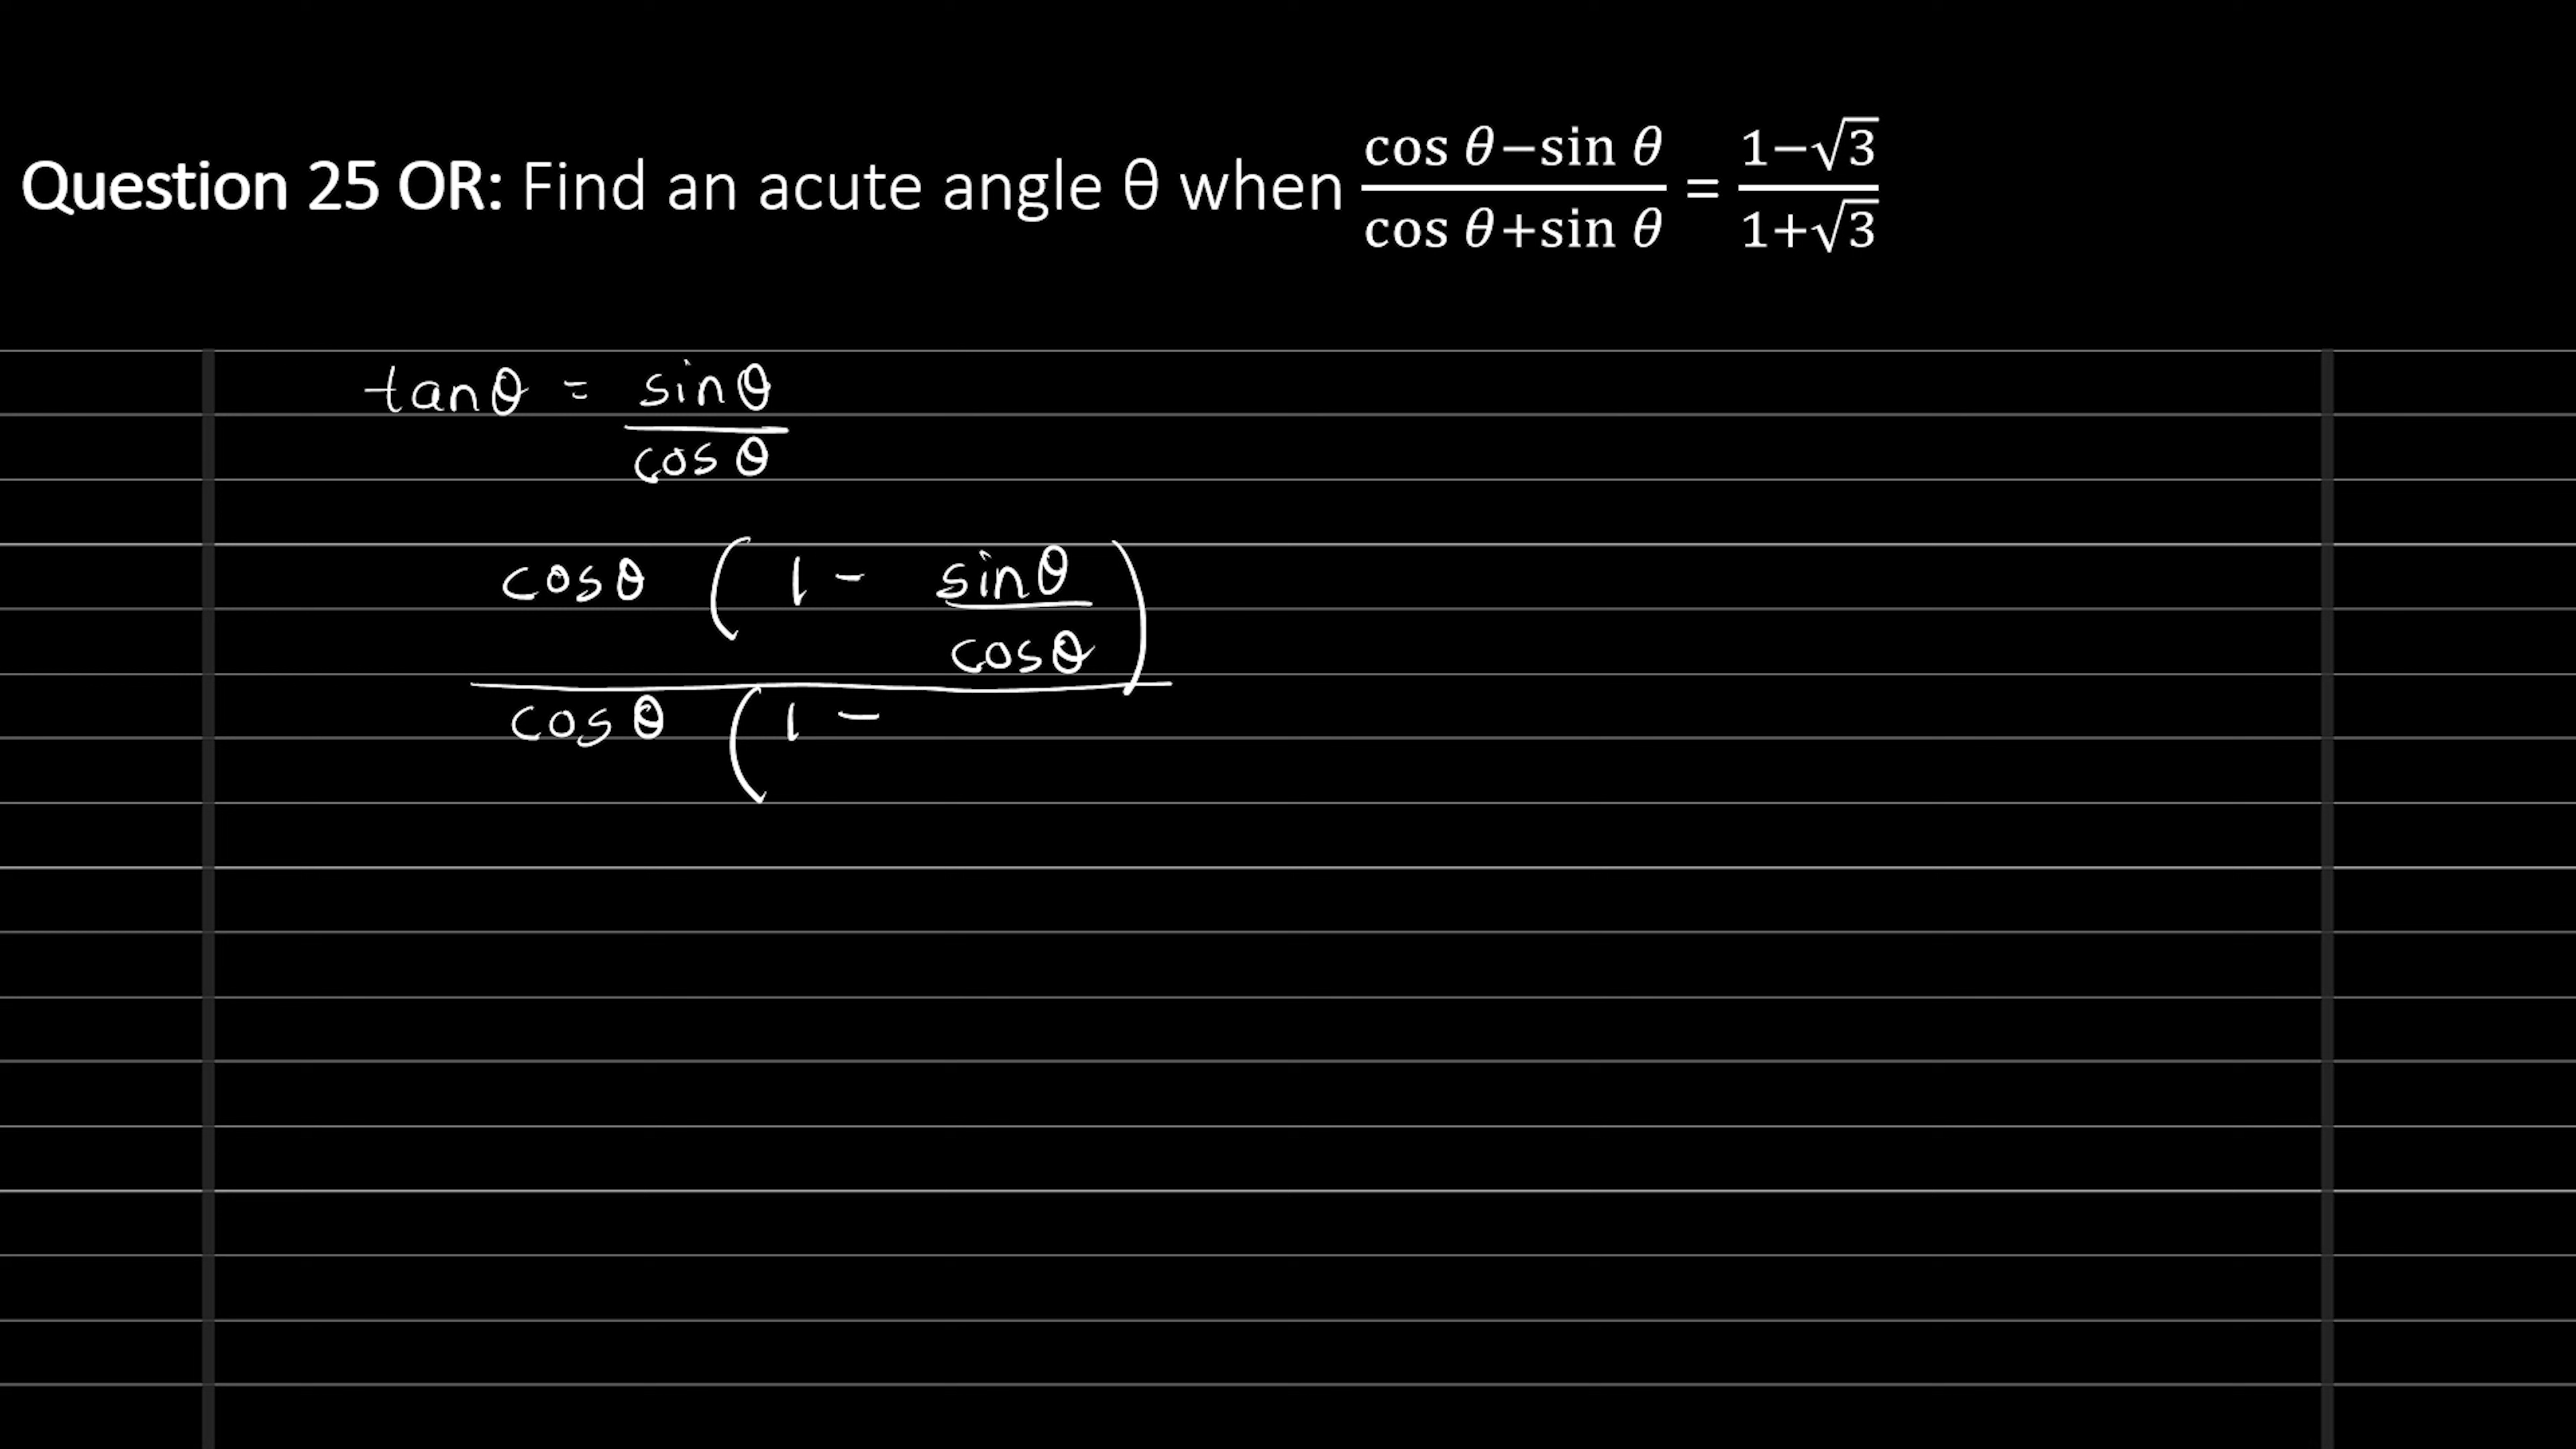 Question 25 OR: Find an acute angle θ when (cos θ−sin θ)/(cos θ+sin θ) = (1−√3)/(1+√3)
tanθ = sinθ
cosθ
cosθ ( 1 - sinθ
cosθ )
cosθ ( 1 -